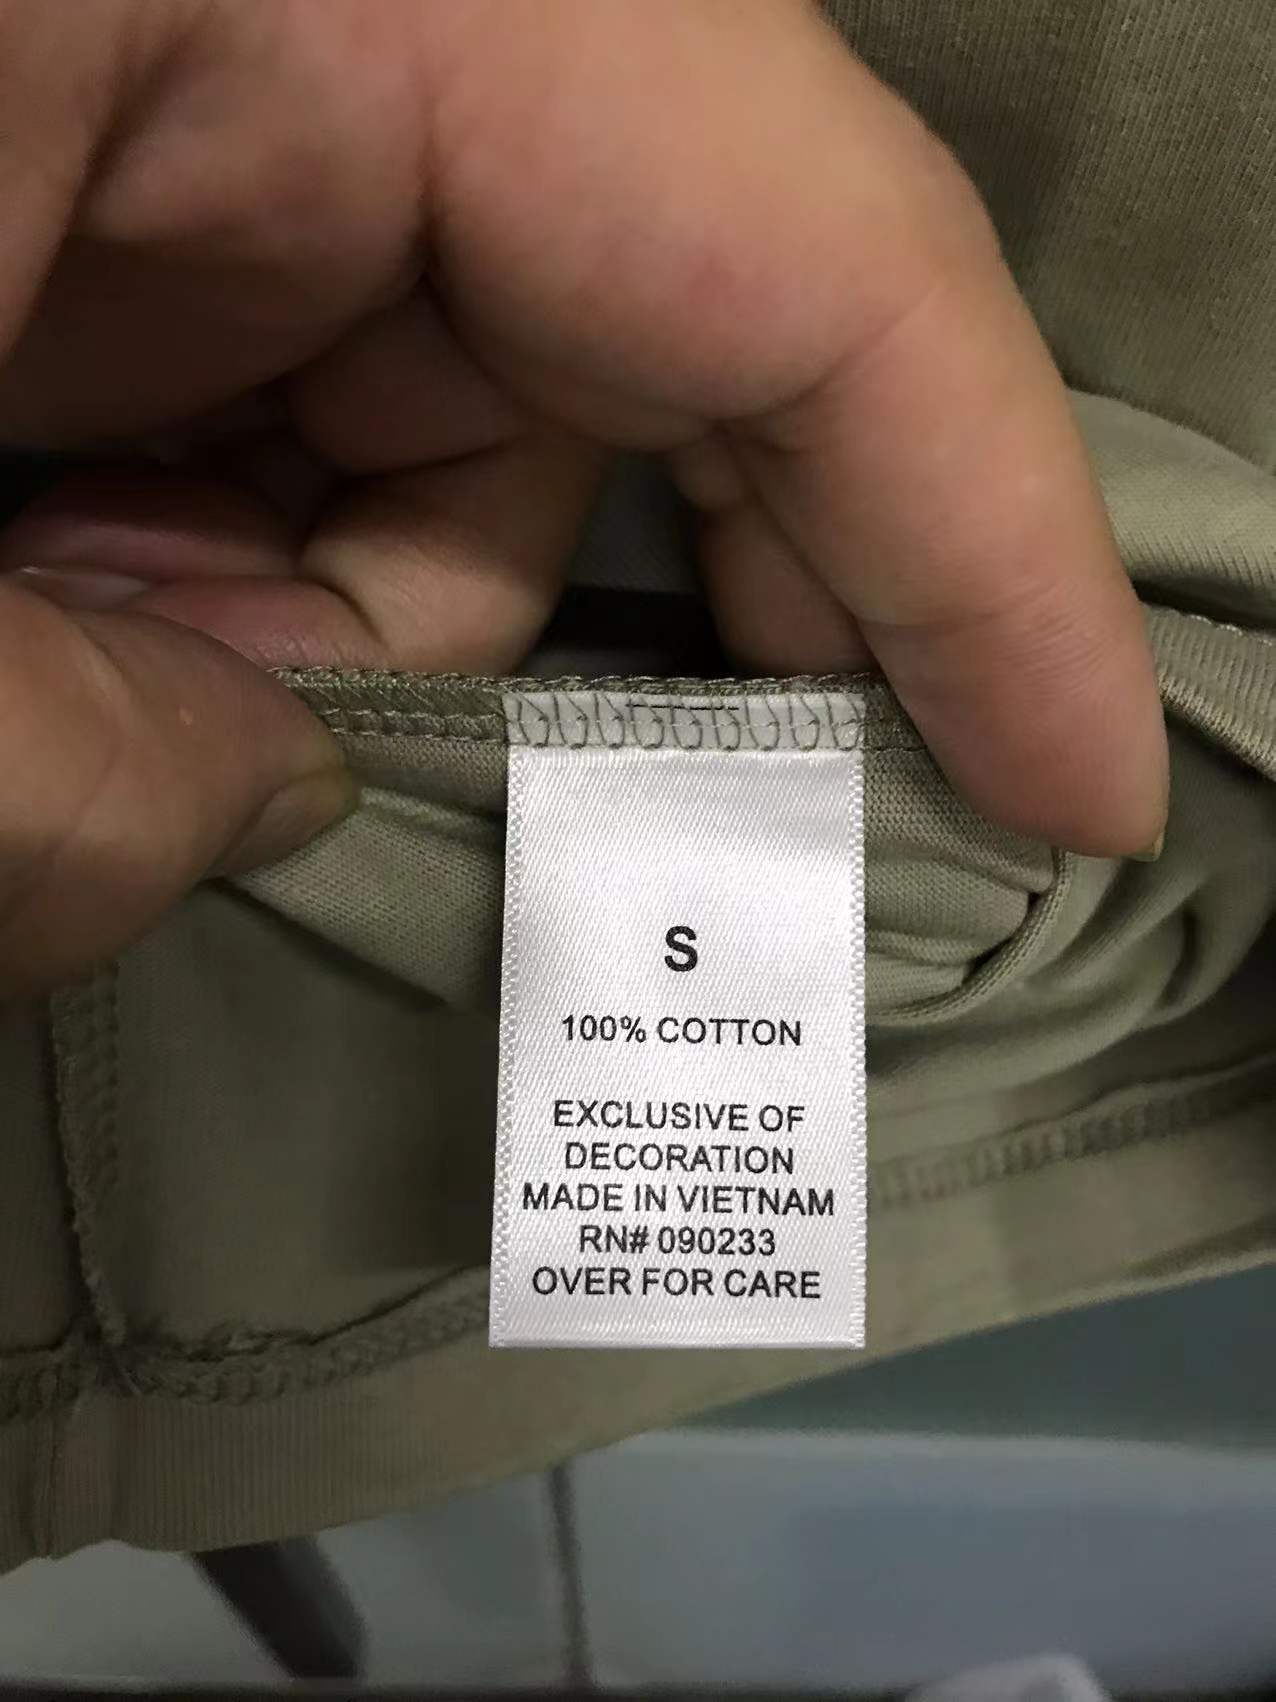 S
100% COTTON
EXCLUSIVE OF
DECORATION
MADE IN VIETNAM
RN# 090233
OVER FOR CARE